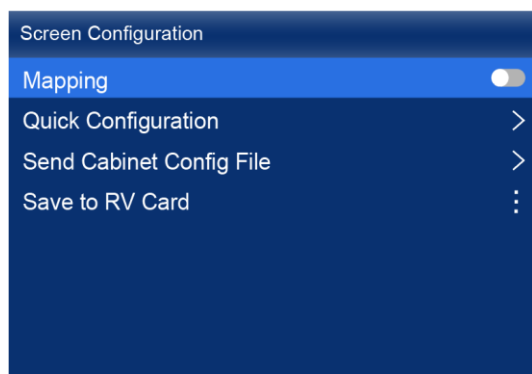 Screen Configuration
Mapping
Quick Configuration
Send Cabinet Config File
Save to RV Card